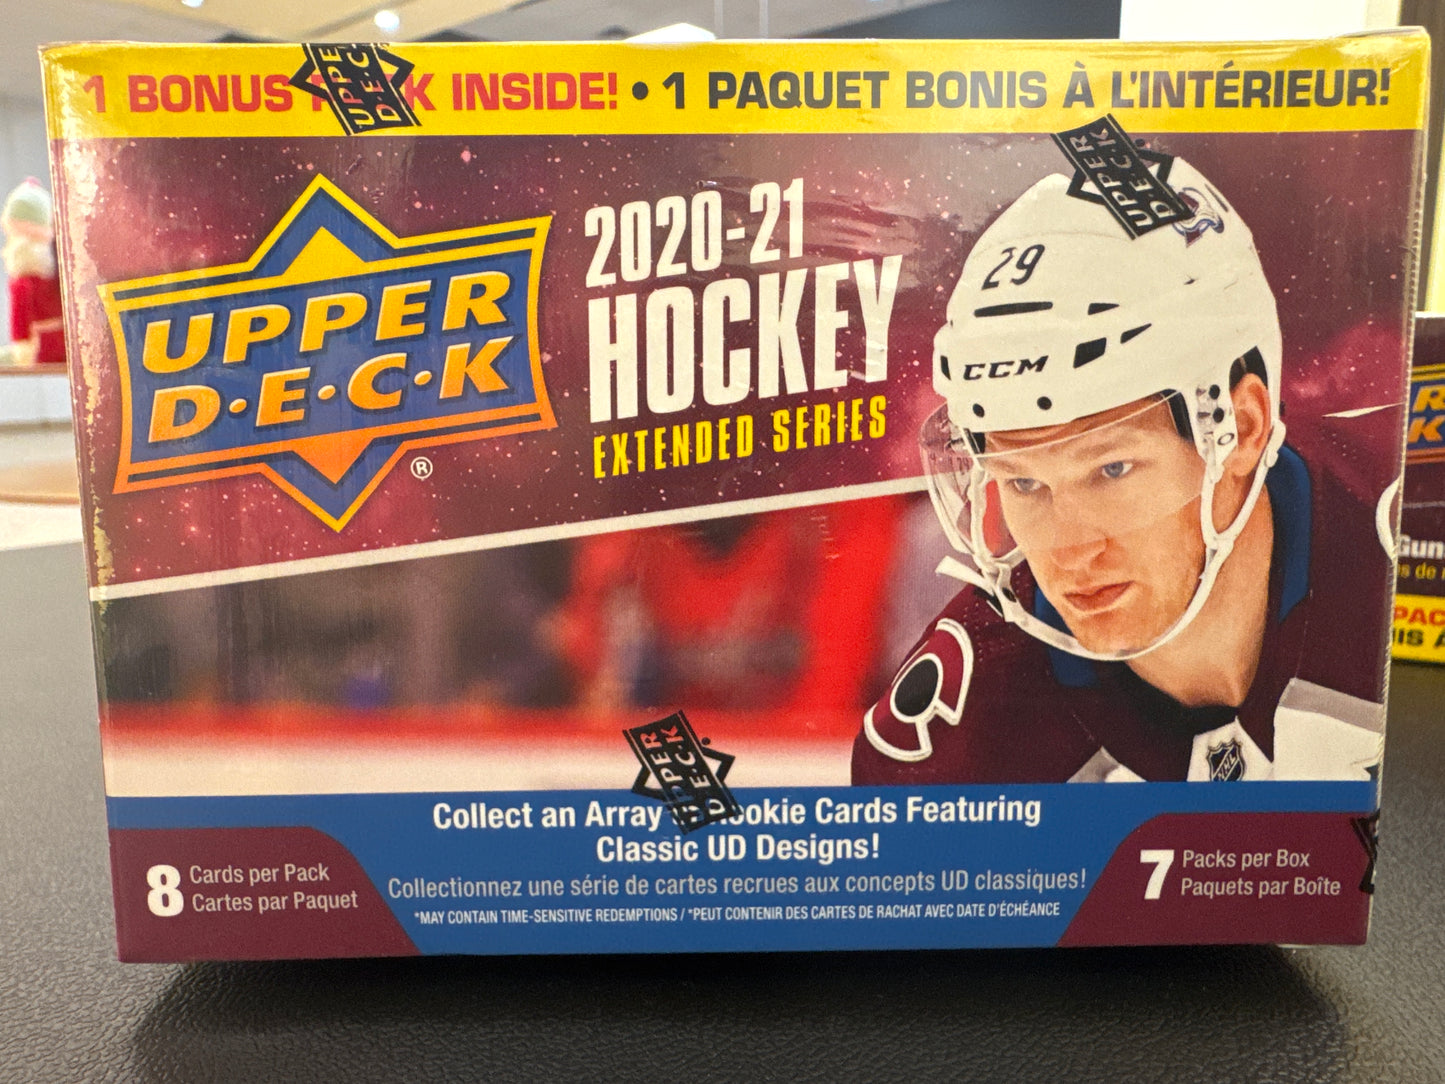 1 BONUS INSIDE! • 1 PAQUET BONIS À L'INTÉRIEUR!
UPPER
DECK
UPPER
DECK
2020-21
HOCKEY
EXTENDED SERIES
UPPER
D·E·C·K
®
29
CCM
NHL
UPPER
DECK
Collect an Array Rookie Cards Featuring
Classic UD Designs!
Collectionnez une série de cartes recrues aux concepts UD classiques!
*MAY CONTAIN TIME-SENSITIVE REDEMPTIONS / *PEUT CONTENIR DES CARTES DE RACHAT AVEC DATE D'ÉCHÉANCE
8 Cards per Pack
Cartes par Paquet
7 Packs per Box
Paquets par Boîte